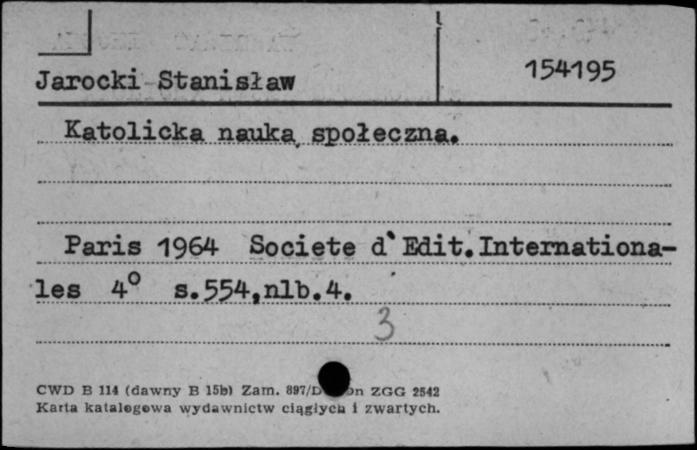 Jarocki Stanisław
154195
Katolicka nauka społeczna.
Paris 1964 Societe d`Edit.Internationa-
les 4° s.554,nlb.4.
3
CWD B 114 (dawny B 15b) Zam. 897/D ZGG 2542
Karta katalogowa wydawnictw ciągłych i zwartych.